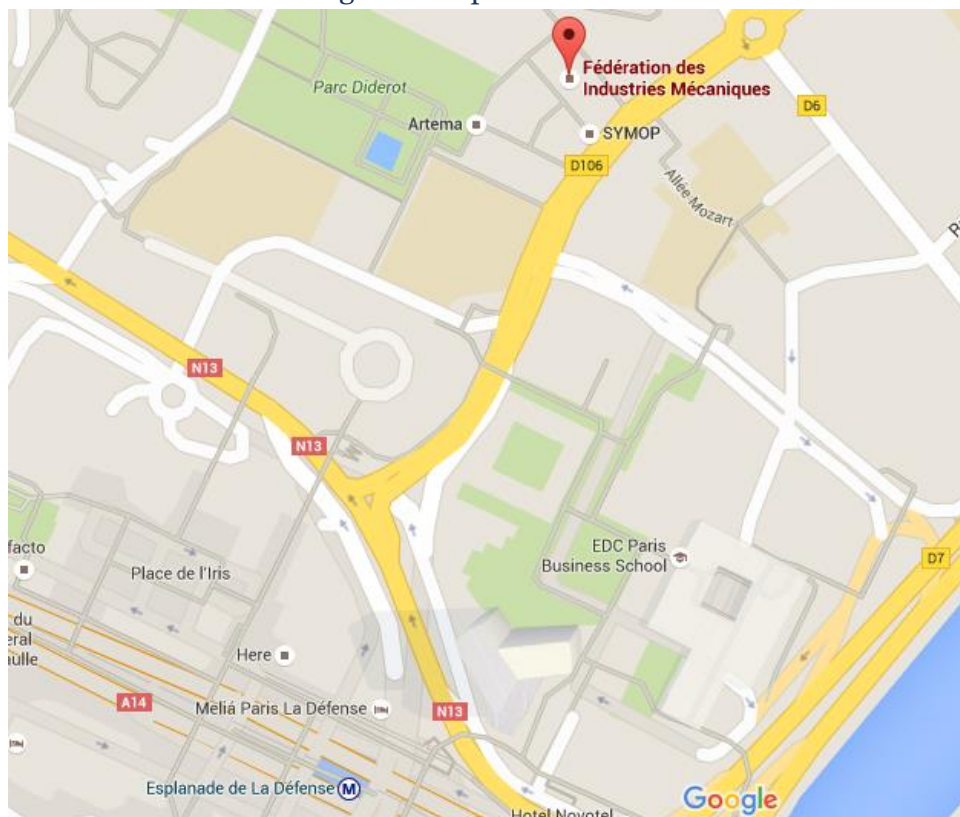 Fédération des
Industries Mécaniques
Parc Diderot
D6
Artema
SYMOP
D106
Allée Mozart
N13
N13
facto
Place de l'Iris
EDC Paris
Business School
D7
du
Here
A14
Meliá Paris La Défense
N13
Esplanade de La Défense
M
Google
Hotel Novotel